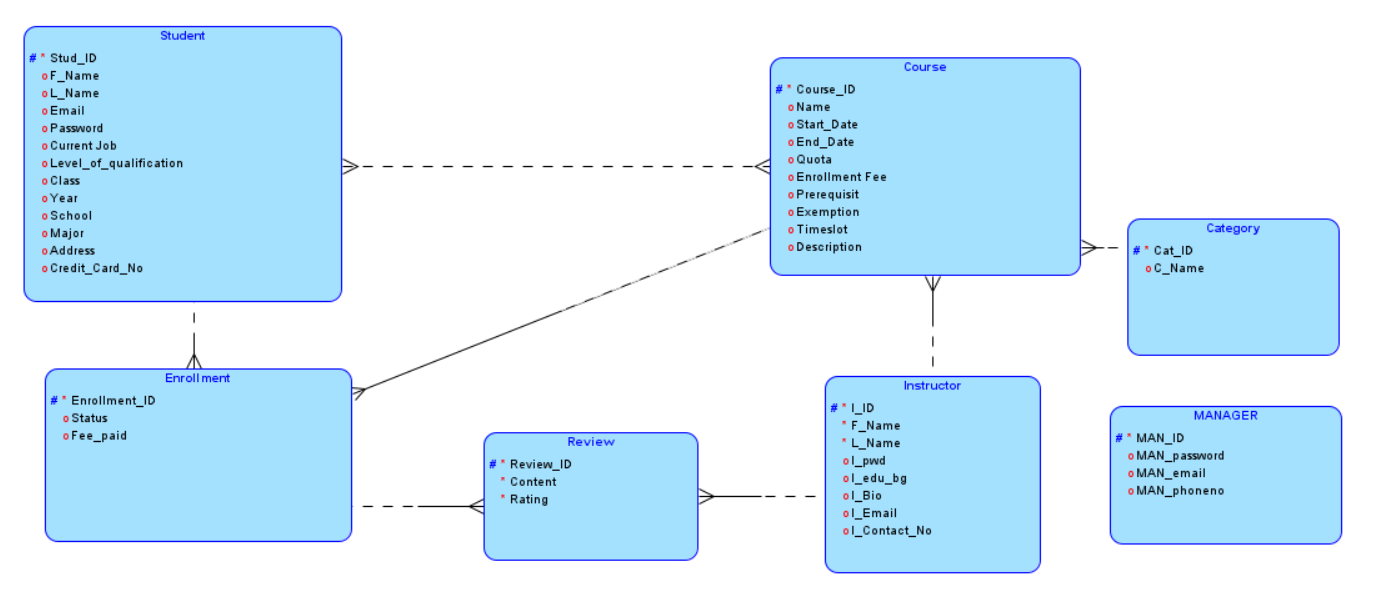 Student
# * Stud_ID
o F_Name
o L_Name
o Email
o Password
o Current Job
o Level_of_qualification
o Class
o Year
o School
o Major
o Address
o Credit_Card_No
Course
# * Course_ID
o Name
o Start_Date
o End_Date
o Quota
o Enrollment Fee
o Prerequisit
o Exemption
o Timeslot
o Description
Category
# * Cat_ID
o C_Name
Enrollment
# * Enrollment_ID
o Status
o Fee_paid
Review
# * Review_ID
* Content
* Rating
Instructor
# * I_ID
* F_Name
* L_Name
o I_pwd
o I_edu_bg
o I_Bio
o I_Email
o I_Contact_No
MANAGER
# * MAN_ID
o MAN_password
o MAN_email
o MAN_phoneno